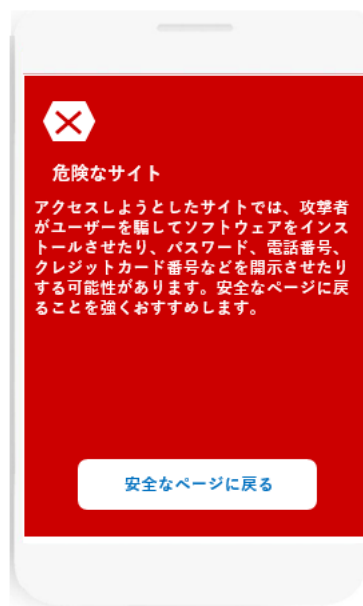 危険なサイト
アクセスしようとしたサイトでは、攻撃者
がユーザーを騙してソフトウェアをインス
トールさせたり、パスワード、電話番号、
クレジットカード番号などを開示させたり
する可能性があります。安全なページに戻
ることを強くおすすめします。
安全なページに戻る